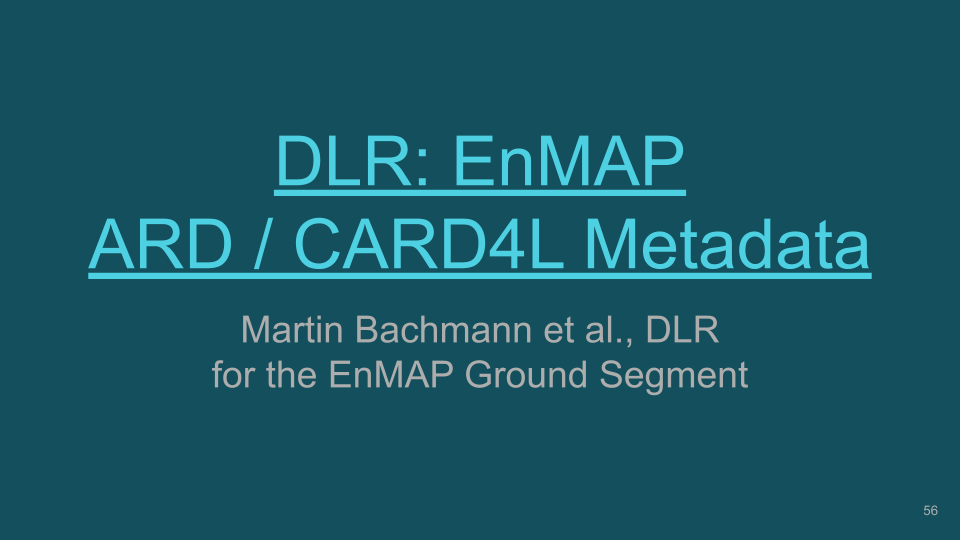 DLR: EnMAP
ARD / CARD4L Metadata
Martin Bachmann et al., DLR
for the EnMAP Ground Segment
56